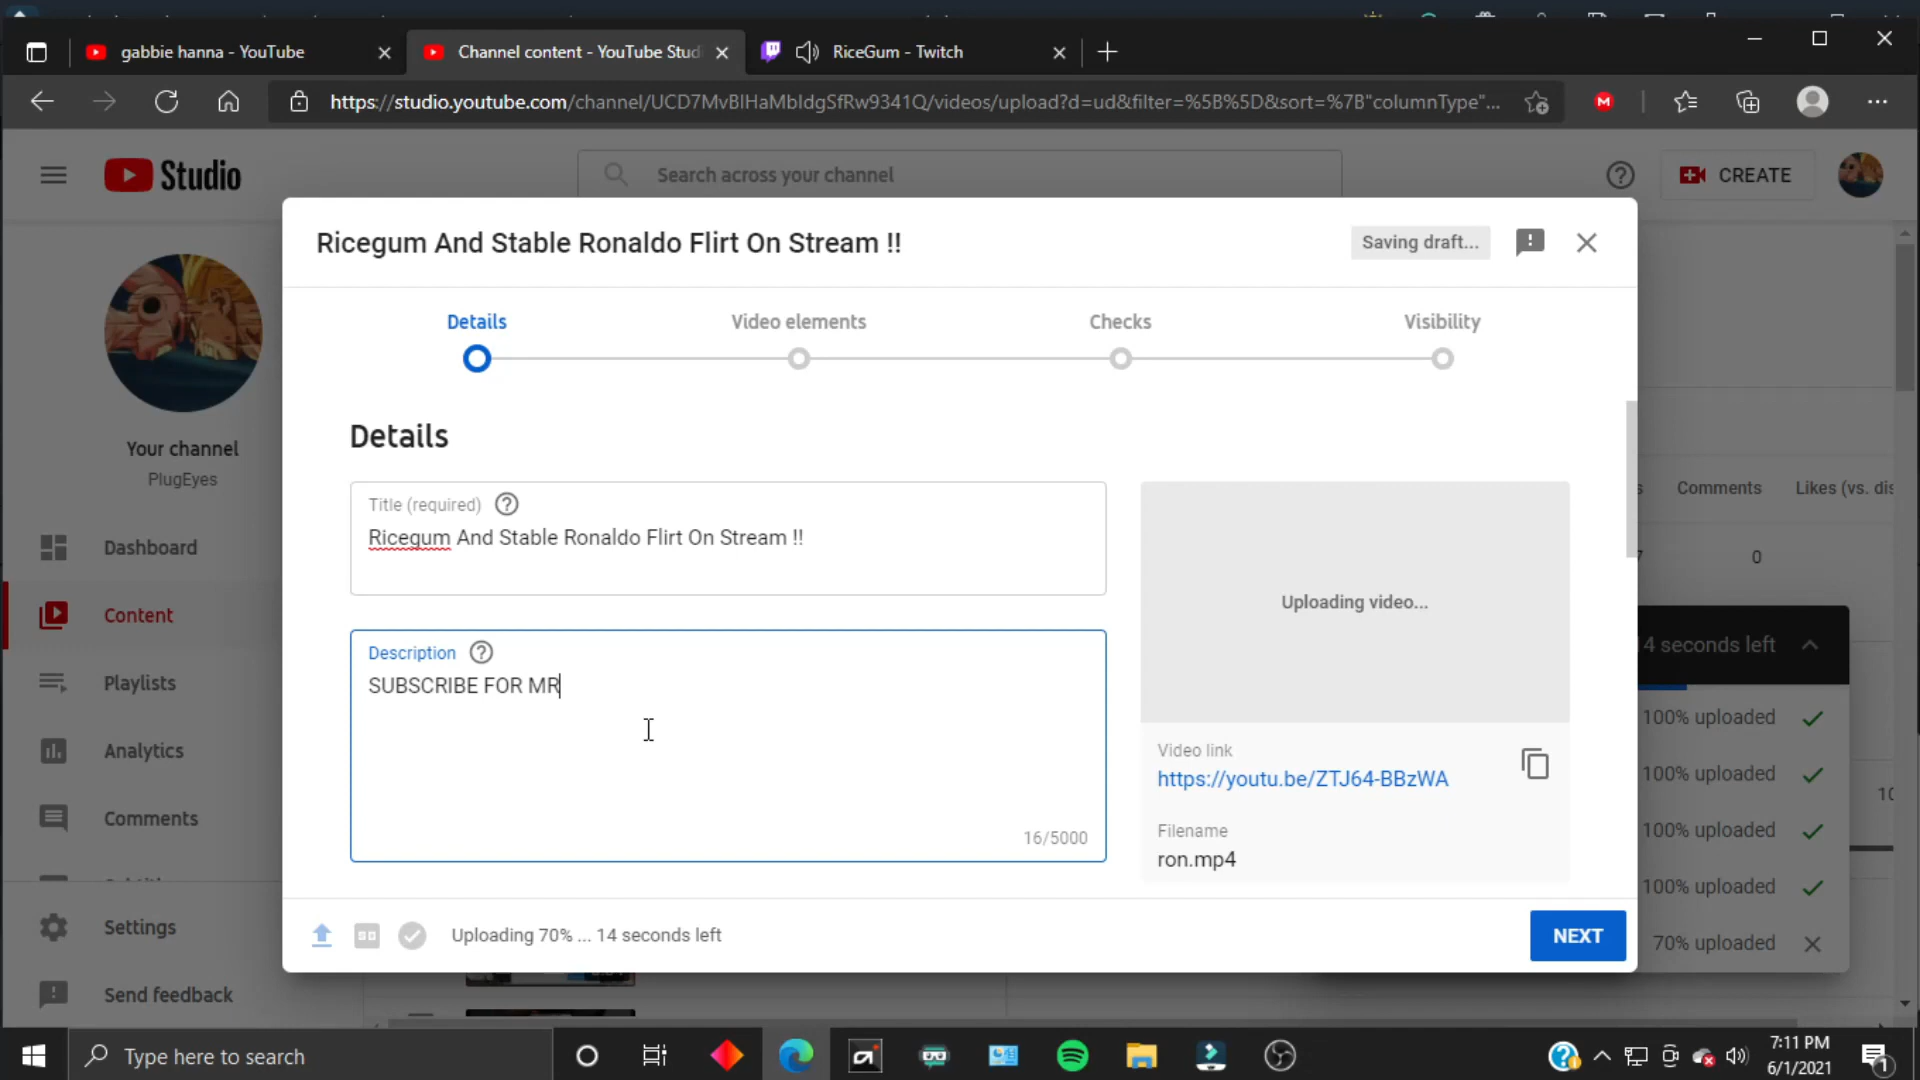 gabbie hanna - YouTube
Channel content - YouTube Stud
RiceGum - Twitch
https://studio.youtube.com/channel/UCD7MvBlHaMbldgSfRw9341Q/videos/upload?d=ud&filter=%5B%5D&sort=%7B"columnType"...
Studio
Search across your channel
CREATE
Ricegum And Stable Ronaldo Flirt On Stream !!
Saving draft...
Details
Video elements
Checks
Visibility
Your channel
PlugEyes
Dashboard
Content
Playlists
Analytics
Comments
Settings
Send feedback
Details
Title (required)
Ricegum And Stable Ronaldo Flirt On Stream !!
Description
SUBSCRIBE FOR MR
16/5000
Uploading video...
Video link
https://youtu.be/ZTJ64-BBzWA
Filename
ron.mp4
Comments
Likes (vs. dis
0
14 seconds left
100% uploaded
100% uploaded
100% uploaded
100% uploaded
70% uploaded
Uploading 70% ... 14 seconds left
NEXT
Type here to search
7:11 PM
6/1/2021
1